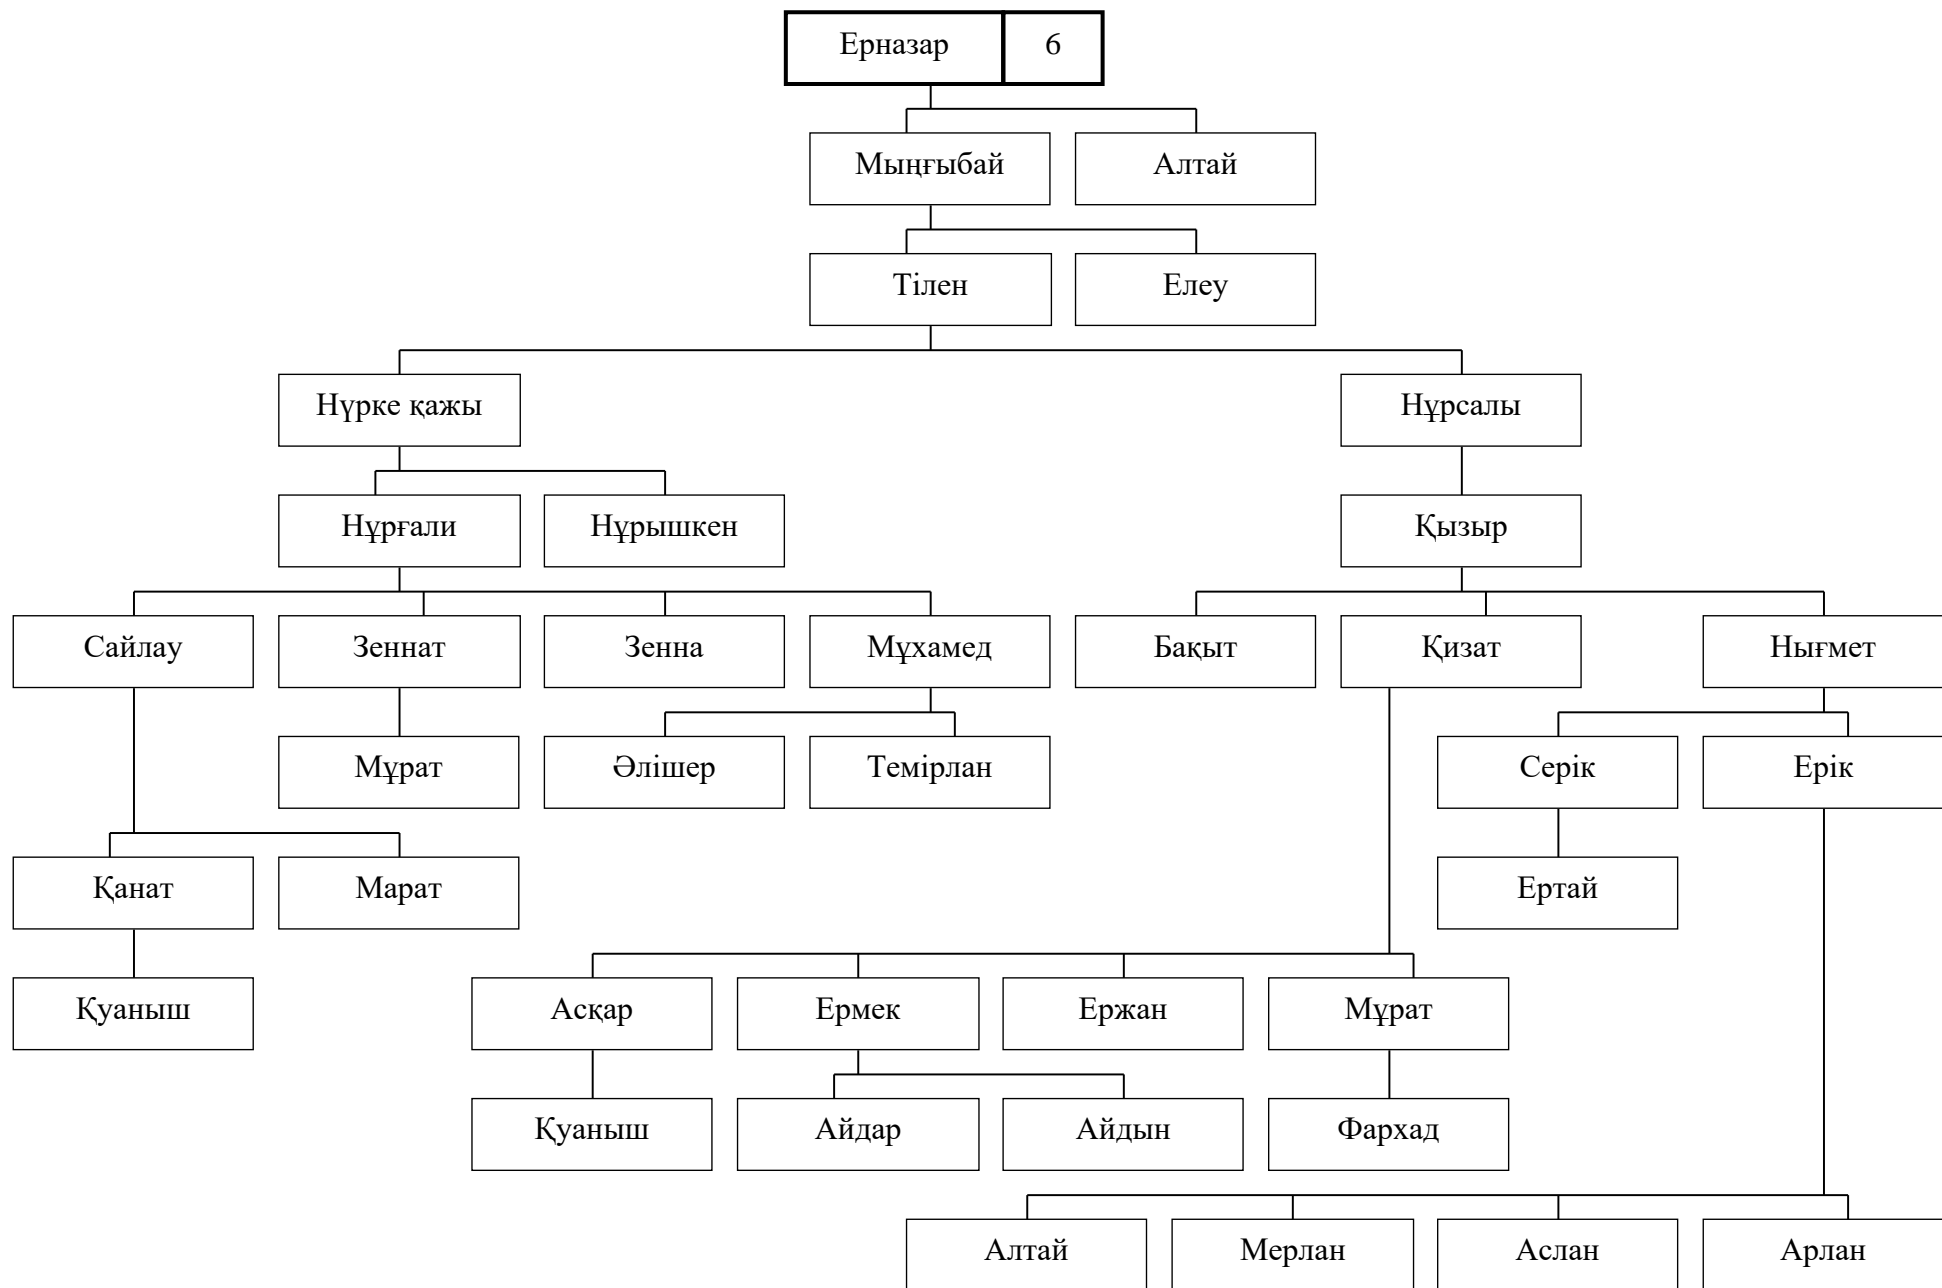 Ерназар 6
Мыңғыбай Алтай
Тілен Елеу
Нүрке қажы Нұрсалы
Нұрғали Нұрышкен Қызыр
Сайлау Зеннат Зенна Мұхамед Бақыт Қизат Нығмет
Мұрат Әлішер Темірлан Серік Ерік
Қанат Марат Ертай
Қуаныш Асқар Ермек Ержан Мұрат
Қуаныш Айдар Айдын Фархад
Алтай Мерлан Аслан Арлан